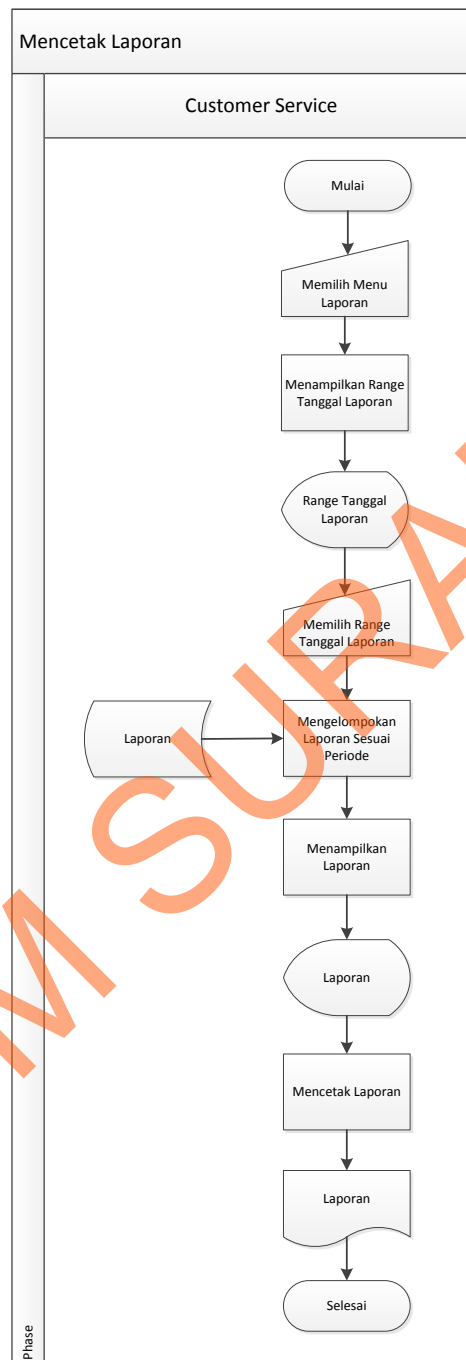 Mencetak Laporan
Customer Service
Mulai
Memilih Menu
Laporan
Menampilkan Range
Tanggal Laporan
Range Tanggal
Laporan
Memilih Range
Tanggal Laporan
Laporan
Mengelompokan
Laporan Sesuai
Periode
Menampilkan
Laporan
Laporan
Mencetak Laporan
Laporan
Selesai
Phase
M SURA